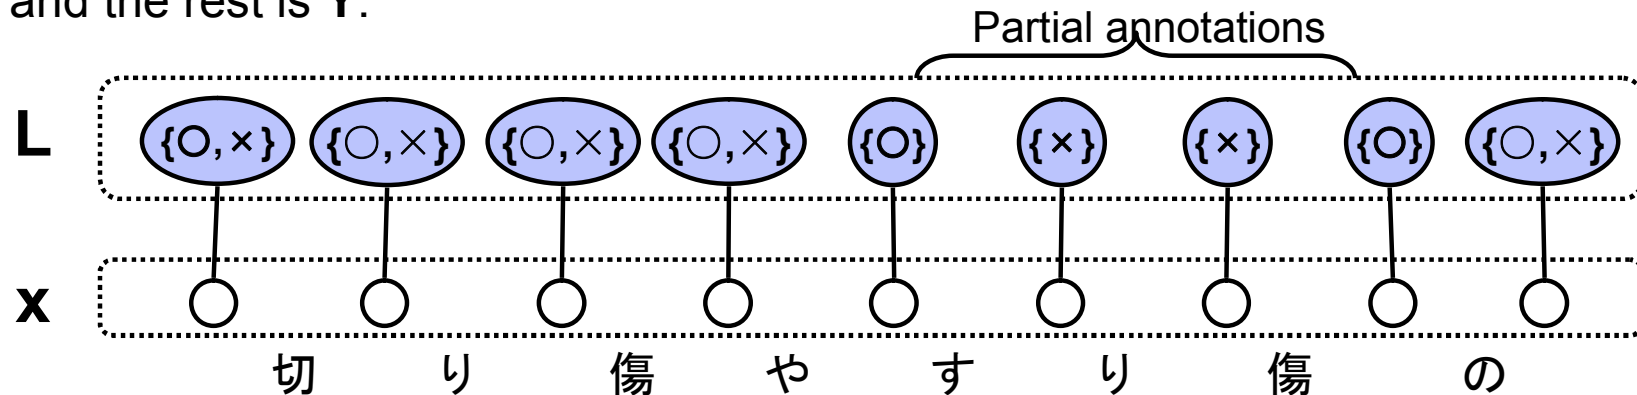 and the rest is Y.
Partial annotations
L {○,×} {○,×} {○,×} {○,×} {○} {×} {×} {○} {○,×}
x
切 り 傷 や す り 傷 の